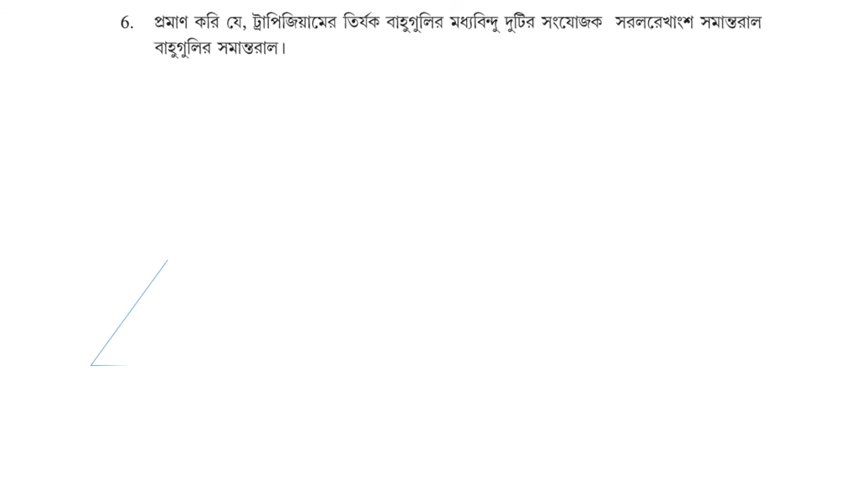 6. প্রমাণ করি যে, ট্রাপিজিয়ামের তির্যক বাহুগুলির মধ্যবিন্দু দুটির সংযোজক সরলরেখাংশ সমান্তরাল
বাহুগুলির সমান্তরাল।